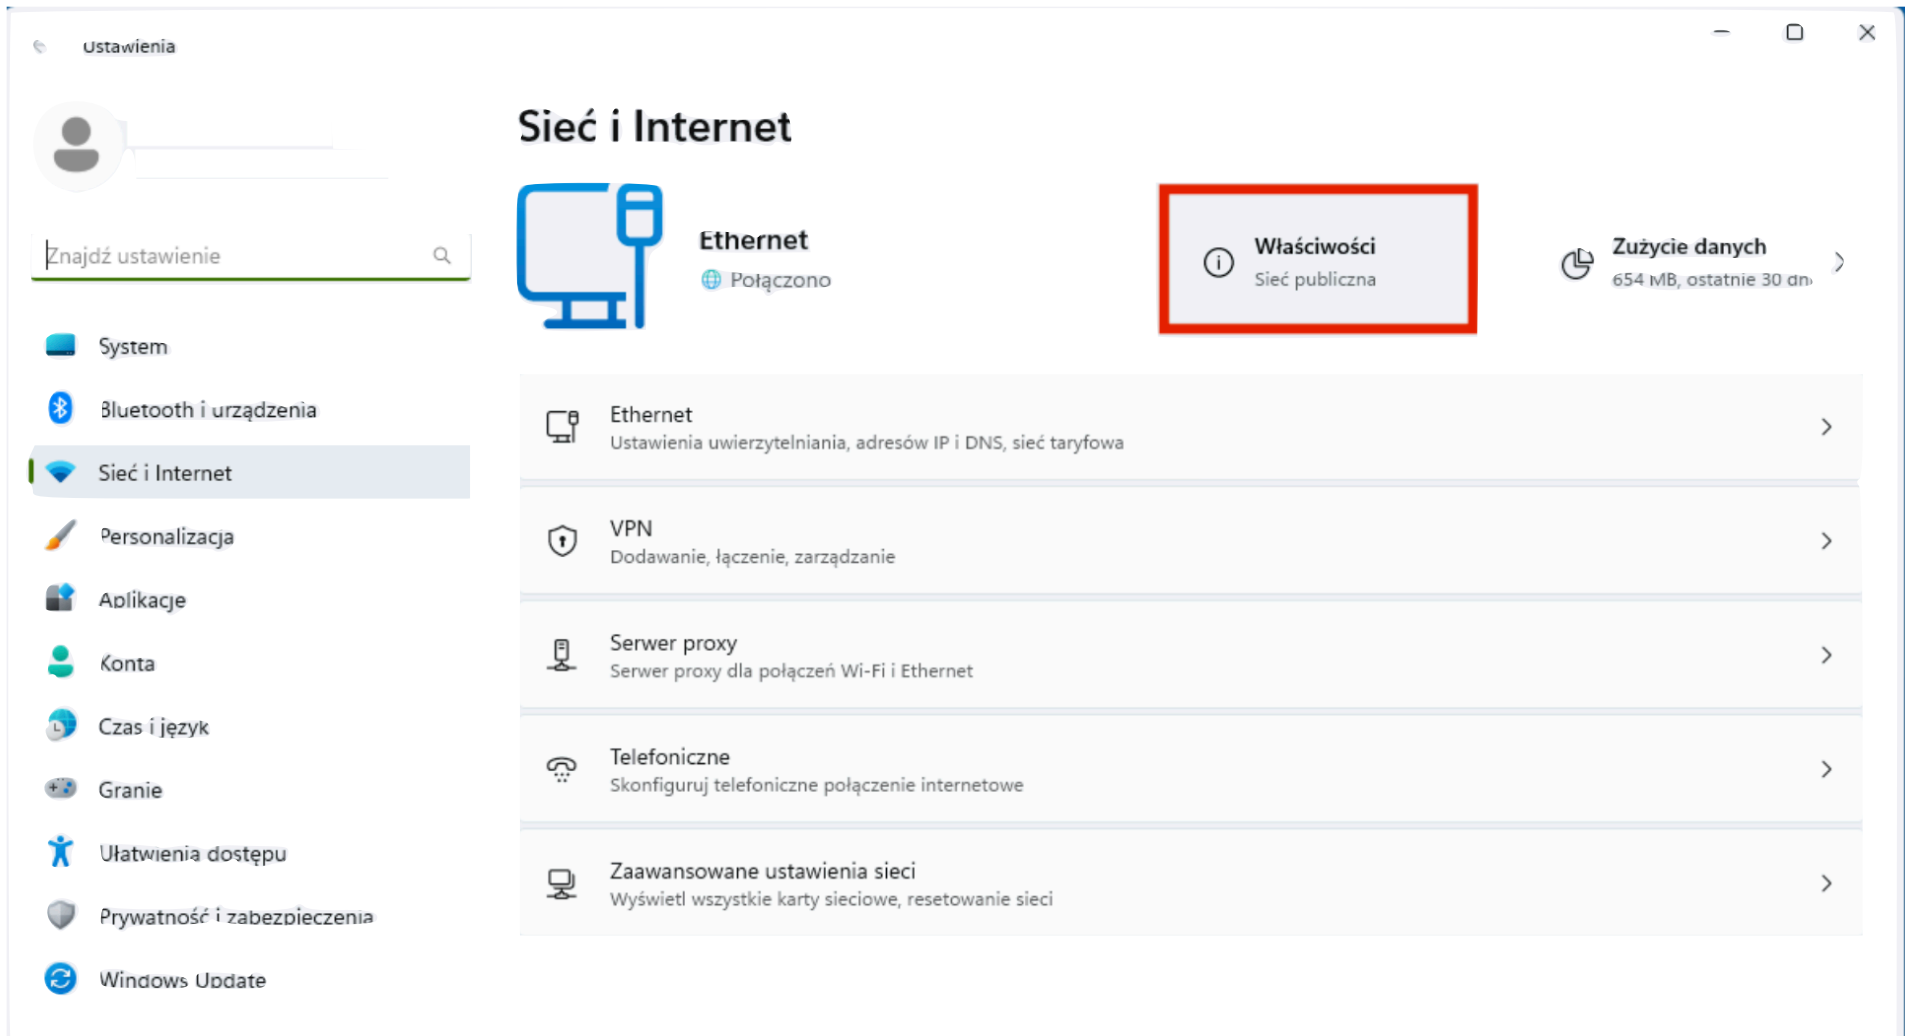 Ustawienia
Znajdź ustawienie
System
Bluetooth i urządzenia
Sieć i Internet
Personalizacja
Aplikacje
Konta
Czas i język
Granie
Ułatwienia dostępu
Prywatność i zabezpieczenia
Windows Update
Sieć i Internet
Ethernet
Połączono
Właściwości
Sieć publiczna
Zużycie danych
654 MB, ostatnie 30 dni
Ethernet
Ustawienia uwierzytelniania, adresów IP i DNS, sieć taryfowa
VPN
Dodawanie, łączenie, zarządzanie
Serwer proxy
Serwer proxy dla połączeń Wi-Fi i Ethernet
Telefoniczne
Skonfiguruj telefoniczne połączenie internetowe
Zaawansowane ustawienia sieci
Wyświetl wszystkie karty sieciowe, resetowanie sieci